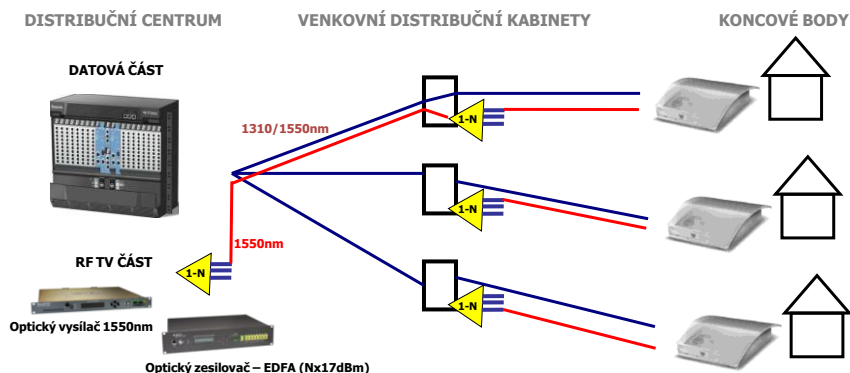 DISTRIBUČNÍ CENTRUM
VENKOVNÍ DISTRIBUČNÍ KABINETY
KONCOVÉ BODY
DATOVÁ ČÁST
1310/1550nm
1-N
1-N
1550nm
RF TV ČÁST
1-N
1-N
Optický vysílač 1550nm
Optický zesilovač – EDFA (Nx17dBm)